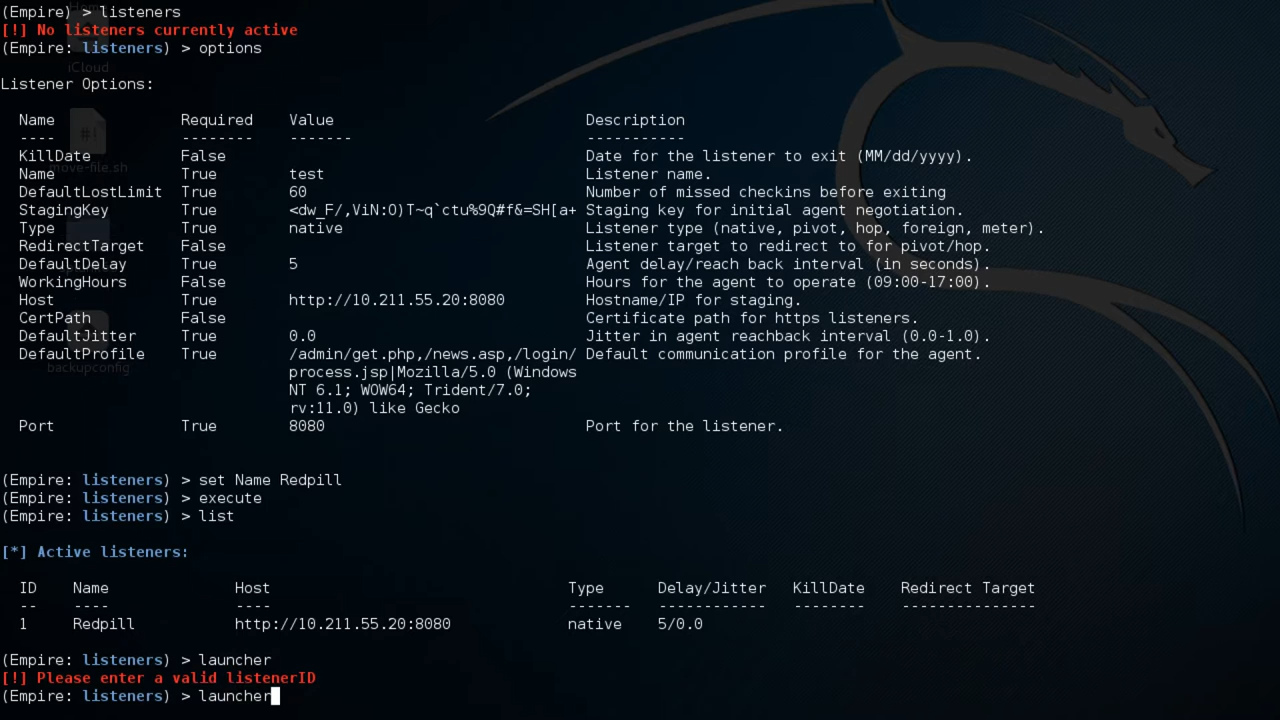 (Empire) > listeners
[!] No listeners currently active
(Empire: listeners) > options
iCloud
Listener Options:
Name Required Value Description
---- -------- ------- -----------
KillDate False Date for the listener to exit (MM/dd/yyyy).
move-file.sh
Name True test Listener name.
DefaultLostLimit True 60 Number of missed checkins before exiting
StagingKey True <dw_F/,ViN:O)T~q`ctu%9Q#f&=SH[a+ Staging key for initial agent negotiation.
Type True native Listener type (native, pivot, hop, foreign, meter).
RedirectTarget False Listener target to redirect to for pivot/hop.
DefaultDelay True 5 Agent delay/reach back interval (in seconds).
WorkingHours False Hours for the agent to operate (09:00-17:00).
Host True http://10.211.55.20:8080 Hostname/IP for staging.
CertPath False Certificate path for https listeners.
DefaultJitter True 0.0 Jitter in agent reachback interval (0.0-1.0).
DefaultProfile True /admin/get.php,/news.asp,/login/ Default communication profile for the agent.
backupconfig
process.jsp|Mozilla/5.0 (Windows
NT 6.1; WOW64; Trident/7.0;
rv:11.0) like Gecko
Port True 8080 Port for the listener.
(Empire: listeners) > set Name Redpill
(Empire: listeners) > execute
(Empire: listeners) > list
[*] Active listeners:
ID Name Host Type Delay/Jitter KillDate Redirect Target
-- ---- ---- ------- ------------ -------- ---------------
1 Redpill http://10.211.55.20:8080 native 5/0.0
(Empire: listeners) > launcher
[!] Please enter a valid listenerID
(Empire: listeners) > launcher